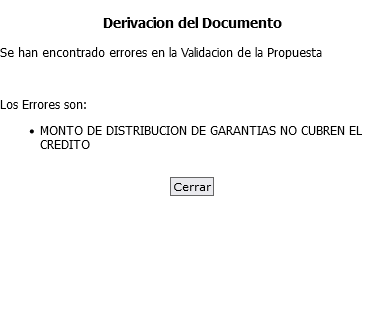 Derivacion del Documento
Se han encontrado errores en la Validacion de la Propuesta
Los Errores son:
• MONTO DE DISTRIBUCION DE GARANTIAS NO CUBREN EL
CREDITO
Cerrar